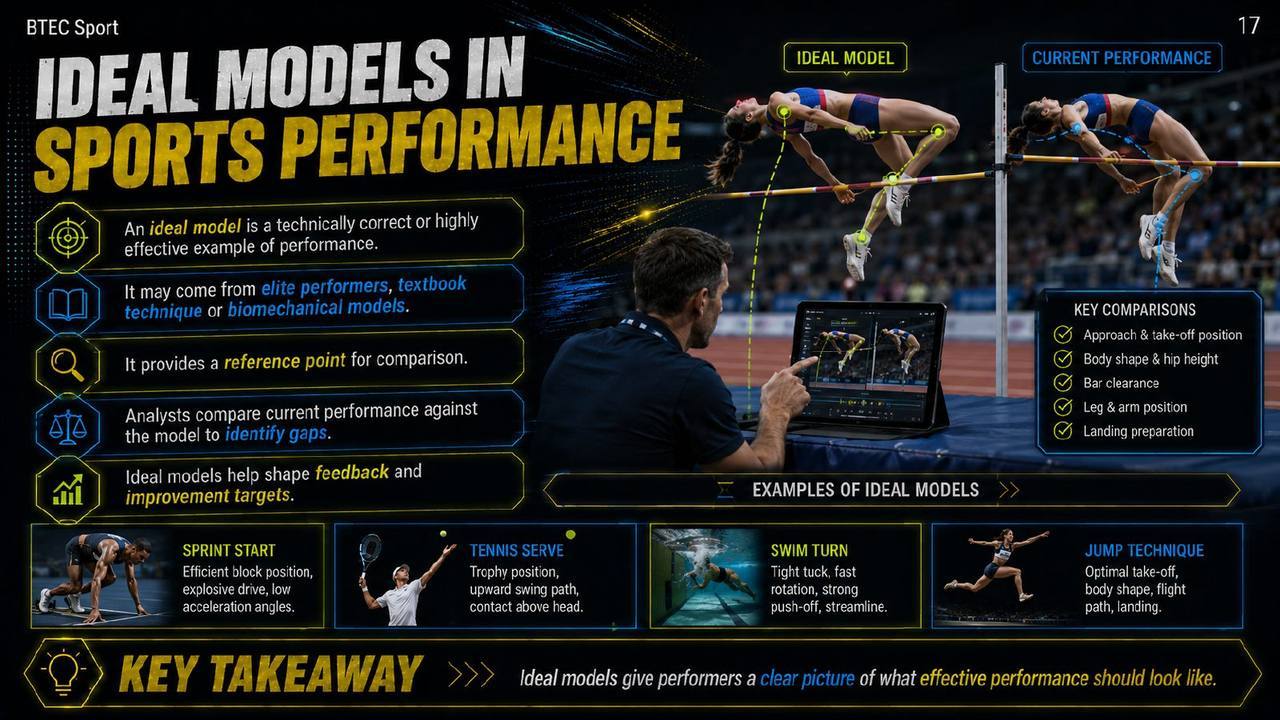 BTEC Sport
17
IDEAL MODELS IN
SPORTS PERFORMANCE
An ideal model is a technically correct or highly
effective example of performance.
It may come from elite performers, textbook
technique or biomechanical models.
It provides a reference point for comparison.
Analysts compare current performance against
the model to identify gaps.
Ideal models help shape feedback and
improvement targets.
IDEAL MODEL
CURRENT PERFORMANCE
KEY COMPARISONS
Approach & take-off position
Body shape & hip height
Bar clearance
Leg & arm position
Landing preparation
EXAMPLES OF IDEAL MODELS
SPRINT START
Efficient block position,
explosive drive, low
acceleration angles.
TENNIS SERVE
Trophy position,
upward swing path,
contact above head.
SWIM TURN
Tight tuck, fast
rotation, strong
push-off, streamline.
JUMP TECHNIQUE
Optimal take-off,
body shape, flight
path, landing.
KEY TAKEAWAY
Ideal models give performers a clear picture of what effective performance should look like.